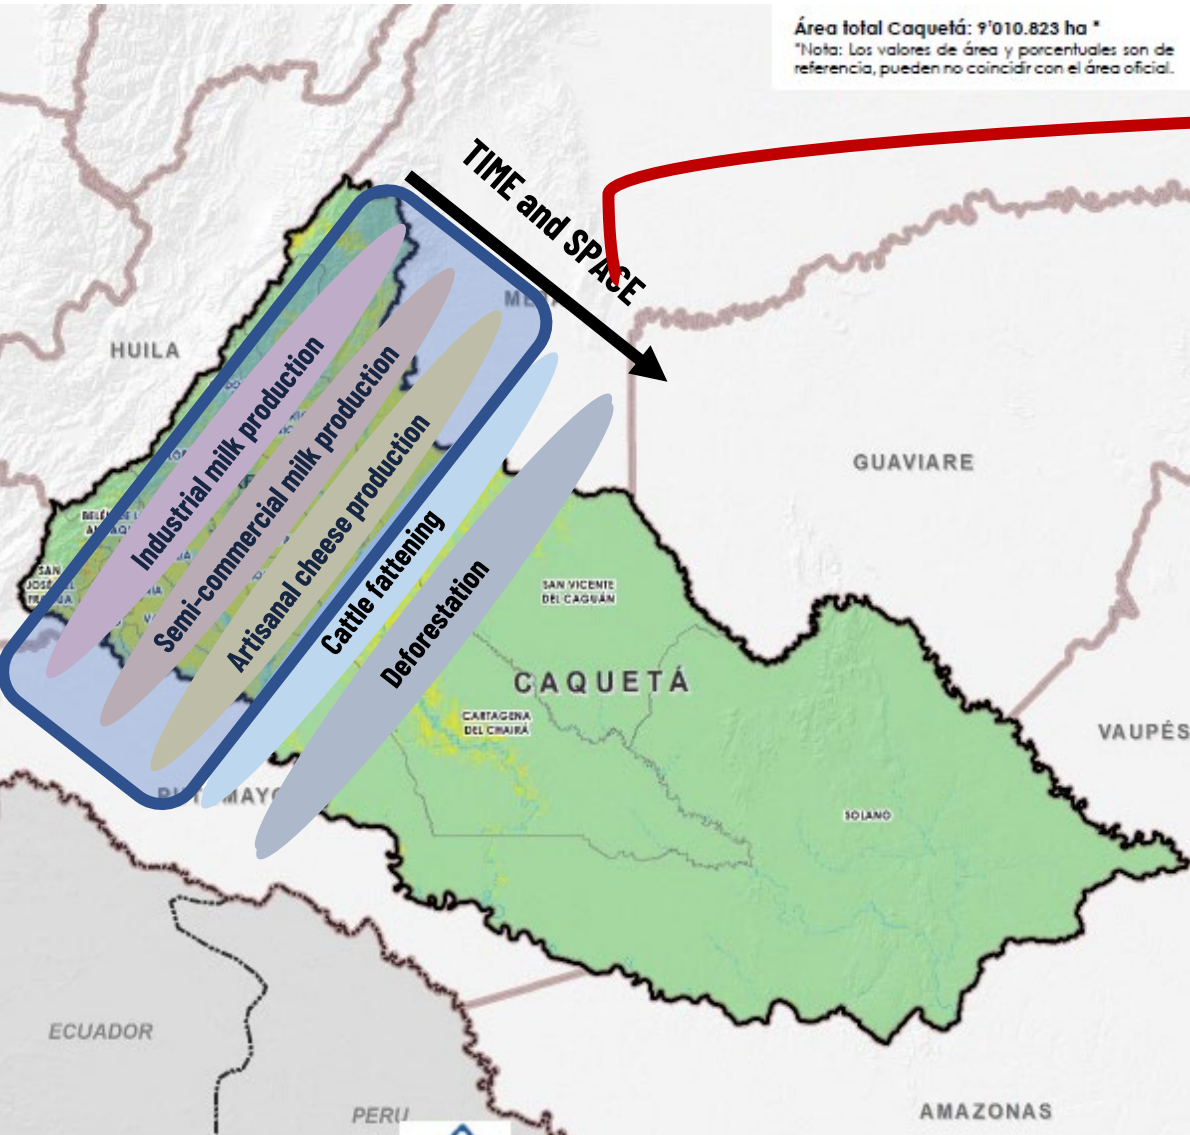 Área total Caquetá: 9'010.823 ha *
*Nota: Los valores de área y porcentuales son de
referencia, pueden no coincidir con el área oficial.
TIME and SPACE
HUILA
GUAVIARE
Industrial milk production
Semi-commercial milk production
Artisanal cheese production
Cattle fattening
Deforestation
SAN VICENTE
DEL CAGUÁN
CAQUETÁ
CARTAGENA
DEL CHAIRÁ
VAUPÉS
SOLANO
ECUADOR
PERU
AMAZONAS